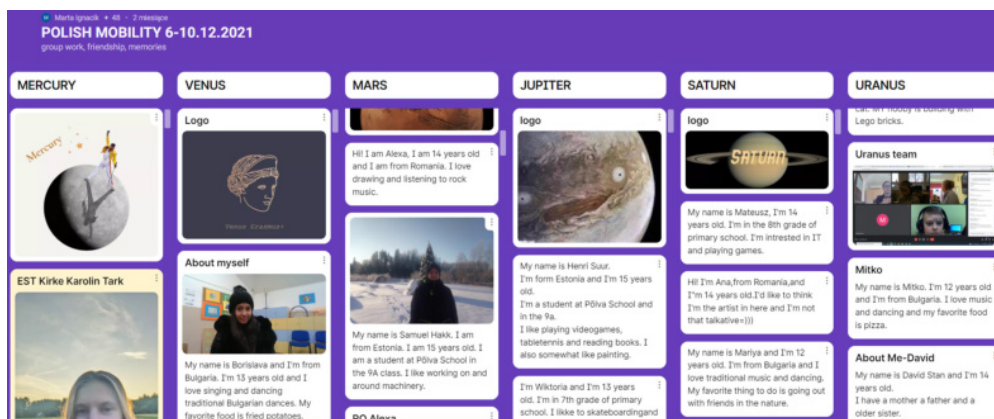 Marta Ignacik + 48 • 2 miesiące
POLISH MOBILITY 6-10.12.2021
group work, friendship, memories
MERCURY
Mercury
EST Kirke Karolin Tark
VENUS
Logo
Venus Erasmus+
About myself
My name is Borislava and I'm from
Bulgaria. I'm 13 years old and I
love singing and dancing
traditional Bulgarian dances. My
favorite food is fried potatoes.
MARS
Hi! I am Alexa, I am 14 years old
and I am from Romania. I love
drawing and listening to rock
music.
My name is Samuel Hakk. I am
from Estonia. I am 15 years old. I
am a student at Põlva School in
the 9A class. I like working on and
around machinery.
RO Alexa
JUPITER
logo
My name is Henri Suur.
I'm form Estonia and I'm 15 years
old.
I'm a student at Põlva School and
in the 9a.
I like playing videogames,
tabletennis and reading books. I
also somewhat like painting.
I'm Wiktoria and I'm 13 years
old. I'm in 7th grade of primary
school. I likke to skateboardingand
SATURN
logo
SATURN
My name is Mateusz, I'm 14
years old. I'm in the 8th grade of
primary school. I'm intrested in IT
and playing games.
Hi! I'm Ana,from Romania,and
I"m 14 years old.I'd like to think
I'm the artist in here and I'm not
that talkative=)))
My name is Mariya and I'm 12
years old. I'm from Bulgaria and I
love traditional music and dancing.
My favorite thing to do is going out
with friends in the nature.
URANUS
cat. MY hobby is building with
Lego bricks.
Uranus team
M
Mitko
My name is Mitko. I'm 12 years old
and I'm from Bulgaria. I love music
and dancing and my favorite food
is pizza.
About Me-David
My name is David Stan and I'm 14
years old.
I have a mother a father and a
older sister.